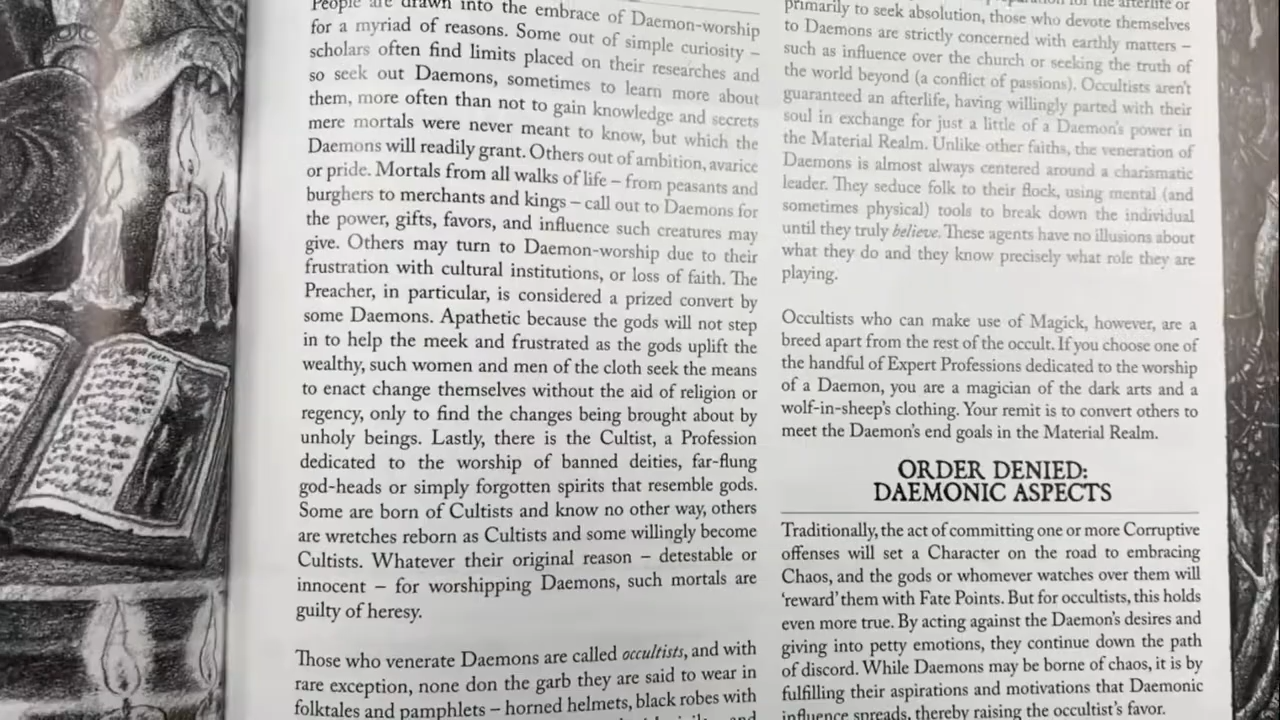 People are drawn into the embrace of Daemon-worship
for a myriad of reasons. Some out of simple curiosity –
scholars often find limits placed on their researches and
so seek out Daemons, sometimes to learn more about
them, more often than not to gain knowledge and secrets
mere mortals were never meant to know, but which the
Daemons will readily grant. Others out of ambition, avarice
or pride. Mortals from all walks of life – from peasants and
burghers to merchants and kings – call out to Daemons for
the power, gifts, favors, and influence such creatures may
give. Others may turn to Daemon-worship due to their
frustration with cultural institutions, or loss of faith. The
Preacher, in particular, is considered a prized convert by
some Daemons. Apathetic because the gods will not step
in to help the meek and frustrated as the gods uplift the
wealthy, such women and men of the cloth seek the means
to enact change themselves without the aid of religion or
regency, only to find the changes being brought about by
unholy beings. Lastly, there is the Cultist, a Profession
dedicated to the worship of banned deities, far-flung
god-heads or simply forgotten spirits that resemble gods.
Some are born of Cultists and know no other way, others
are wretches reborn as Cultists and some willingly become
Cultists. Whatever their original reason – detestable or
innocent – for worshipping Daemons, such mortals are
guilty of heresy.
Those who venerate Daemons are called occultists, and with
rare exception, none don the garb they are said to wear in
folktales and pamphlets – horned helmets, black robes with
for the afterlife or
primarily to seek absolution, those who devote themselves
to Daemons are strictly concerned with earthly matters –
such as influence over the church or seeking the truth of
the world beyond (a conflict of passions). Occultists aren't
guaranteed an afterlife, having willingly parted with their
soul in exchange for just a little of a Daemon's power in
the Material Realm. Unlike other faiths, the veneration of
Daemons is almost always centered around a charismatic
leader. They seduce folk to their flock, using mental (and
sometimes physical) tools to break down the individual
until they truly believe. These agents have no illusions about
what they do and they know precisely what role they are
playing.
Occultists who can make use of Magick, however, are a
breed apart from the rest of the occult. If you choose one of
the handful of Expert Professions dedicated to the worship
of a Daemon, you are a magician of the dark arts and a
wolf-in-sheep's clothing. Your remit is to convert others to
meet the Daemon's end goals in the Material Realm.
ORDER DENIED:
DAEMONIC ASPECTS
Traditionally, the act of committing one or more Corruptive
offenses will set a Character on the road to embracing
Chaos, and the gods or whomever watches over them will
'reward' them with Fate Points. But for occultists, this holds
even more true. By acting against the Daemon's desires and
giving into petty emotions, they continue down the path
of discord. While Daemons may be borne of chaos, it is by
fulfilling their aspirations and motivations that Daemonic
influence spreads, thereby raising the occultist's favor.